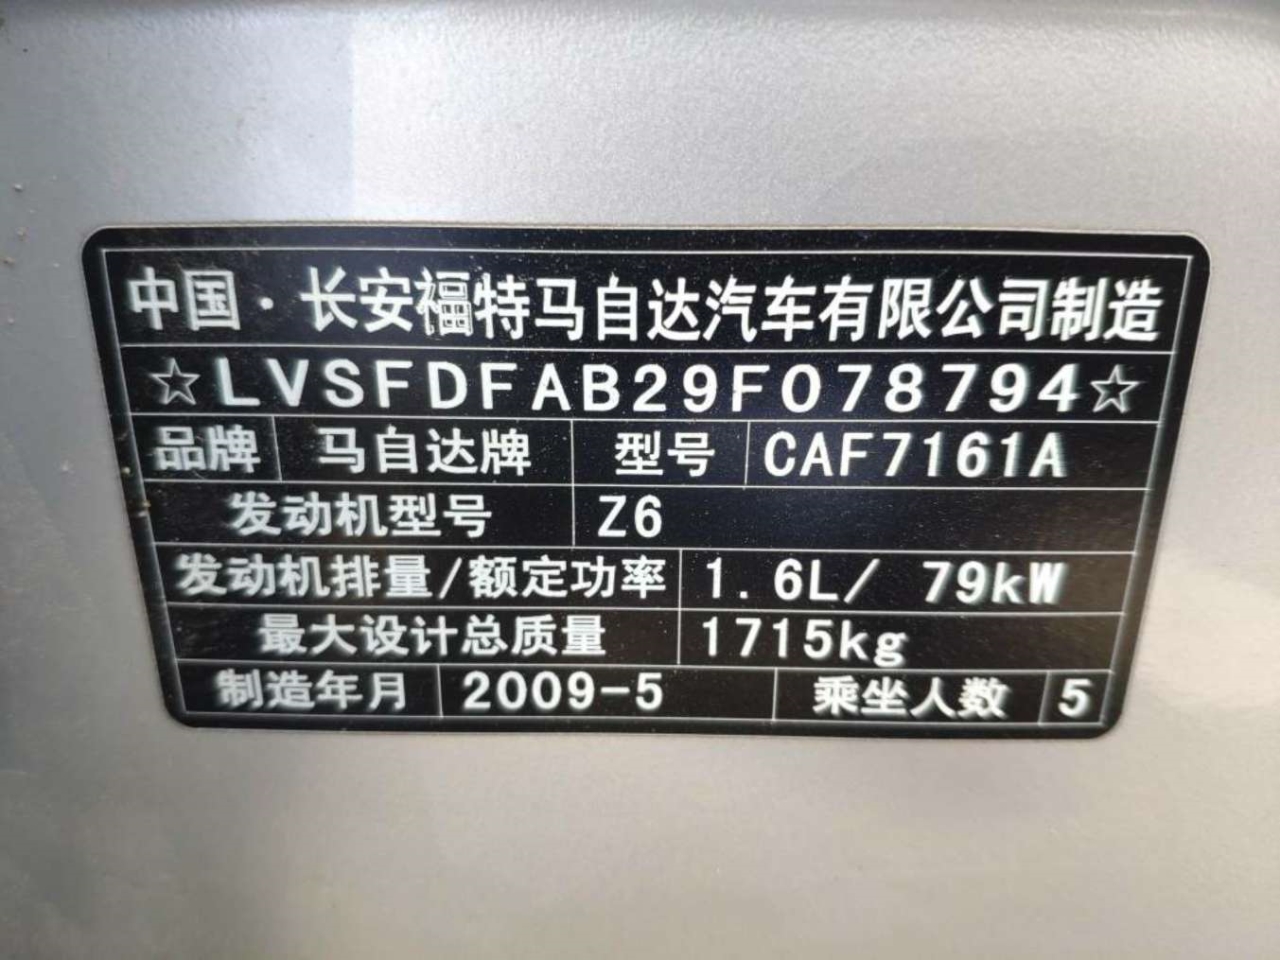 中国·长安福特马自达汽车有限公司制造
☆LVSFDFAB29F078794☆
品牌 马自达牌 型号 CAF7161A
发动机型号 Z6
发动机排量/额定功率 1.6L/ 79kW
最大设计总质量 1715kg
制造年月 2009-5 乘坐人数 5